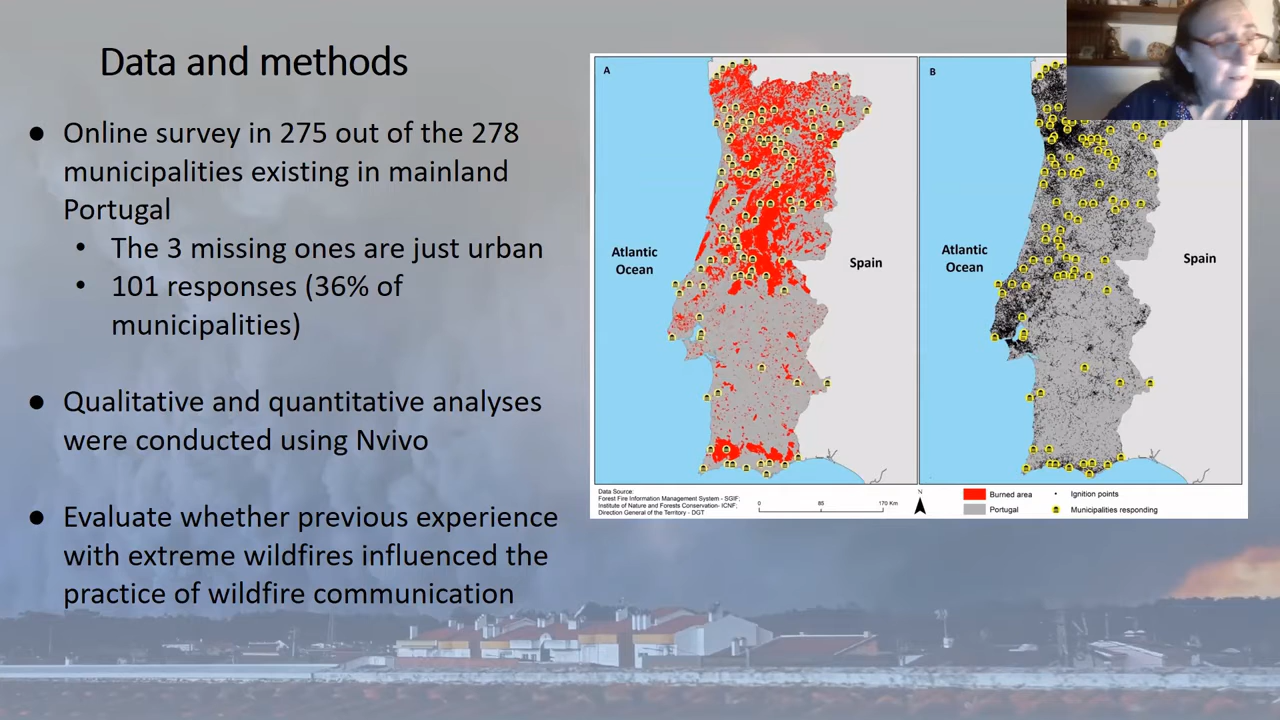 Data and methods
● Online survey in 275 out of the 278
municipalities existing in mainland
Portugal
• The 3 missing ones are just urban
• 101 responses (36% of
municipalities)
● Qualitative and quantitative analyses
were conducted using Nvivo
● Evaluate whether previous experience
with extreme wildfires influenced the
practice of wildfire communication
A
Atlantic
Ocean
Spain
B
Atlantic
Ocean
Spain
Data Source:
Forest Fire Information Management System - SGIF;
Institute of Nature and Forests Conservation- ICNF;
Direction General of the Territory - DGT
0 85 170 Km
N
Burned area
Portugal
Ignition points
Municipalities responding